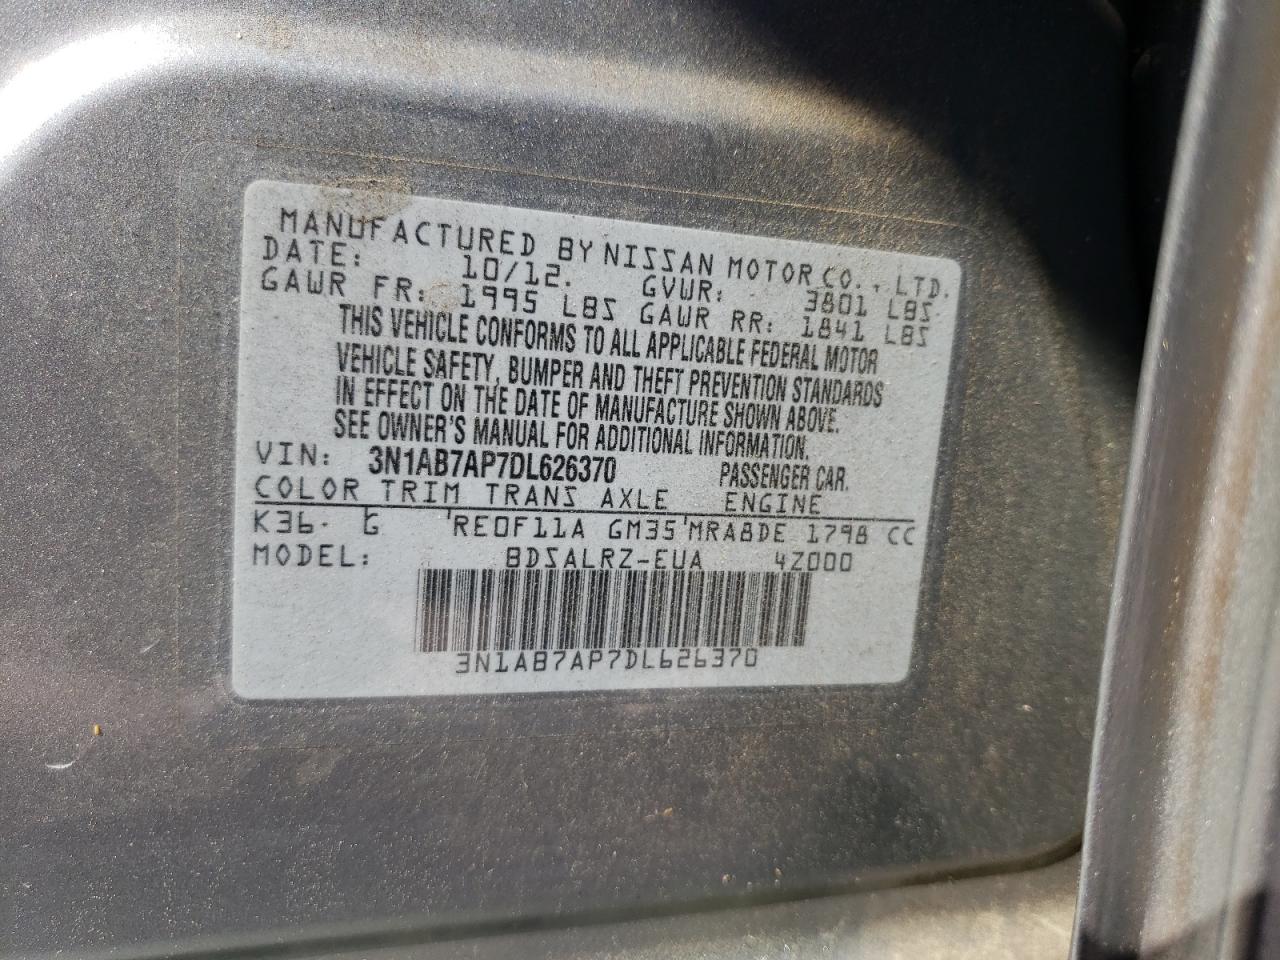 MANUFACTURED BY NISSAN MOTOR CO., LTD.
DATE: 10/12. GVWR: 3801 LBS
GAWR FR: 1995 LBS GAWR RR: 1841 LBS
THIS VEHICLE CONFORMS TO ALL APPLICABLE FEDERAL MOTOR
VEHICLE SAFETY, BUMPER AND THEFT PREVENTION STANDARDS
IN EFFECT ON THE DATE OF MANUFACTURE SHOWN ABOVE.
SEE OWNER'S MANUAL FOR ADDITIONAL INFORMATION.
VIN: 3N1AB7AP7DL626370 PASSENGER CAR.
COLOR TRIM TRANS AXLE ENGINE
K36 G RE0F11A GM35 MRA8DE 1798 CC
MODEL: BDSALRZ-EUA 4Z000
3N1AB7AP7DL626370